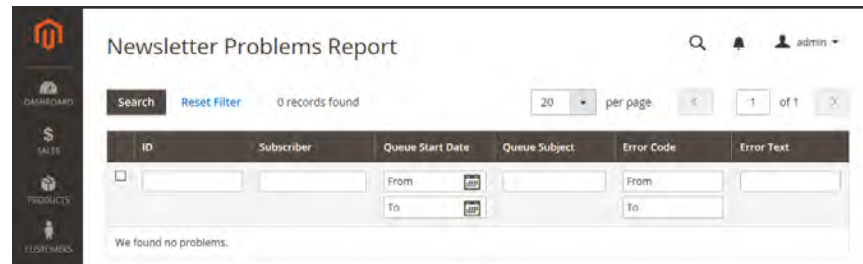 Newsletter Problems Report
admin
DASHBOARD
Search Reset Filter 0 records found 20 per page 1 of 1
$
SALES
ID Subscriber Queue Start Date Queue Subject Error Code Error Text
From From
PRODUCTS
To To
We found no problems.
CUSTOMERS